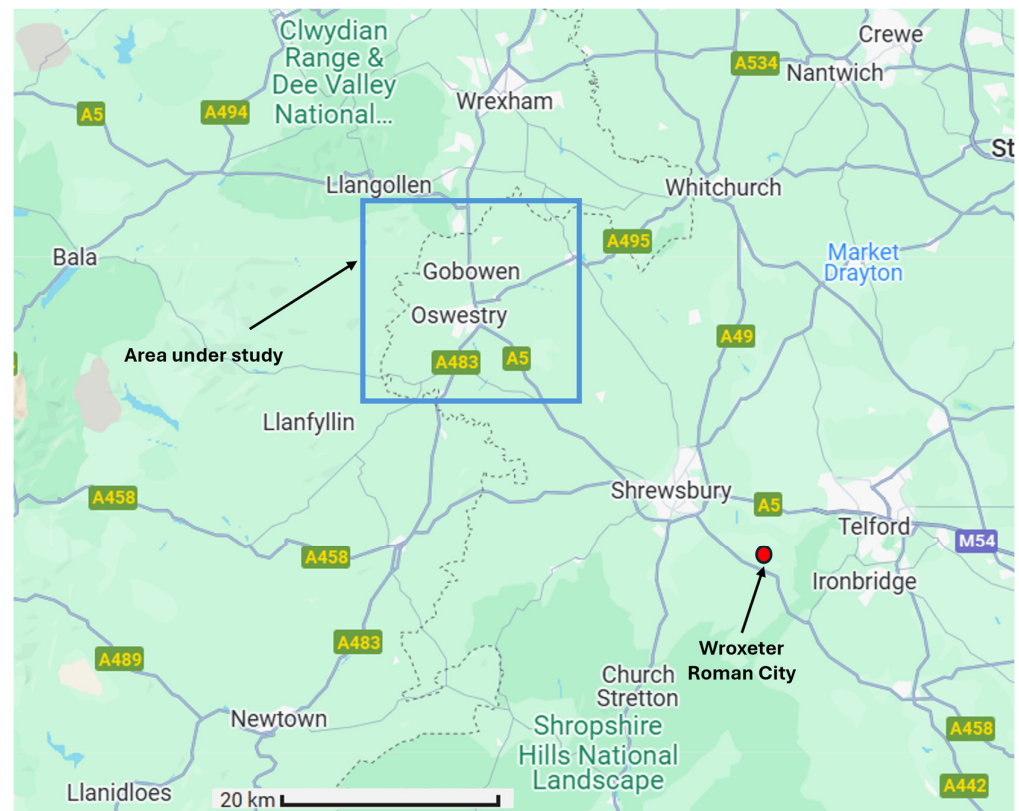 Clwydian
Range &
Dee Valley
National...
Crewe
A534
Nantwich
Wrexham
A5
A494
St
Llangollen
Whitchurch
A495
Bala
Gobowen
Market
Drayton
Oswestry
A49
Area under study
A483
A5
Llanfyllin
Shrewsbury
A458
A5
Telford
M54
A458
Ironbridge
A483
Wroxeter
Roman City
A489
Church
Stretton
Newtown
Shropshire
Hills National
Landscape
A458
A442
Llanidloes
20 km